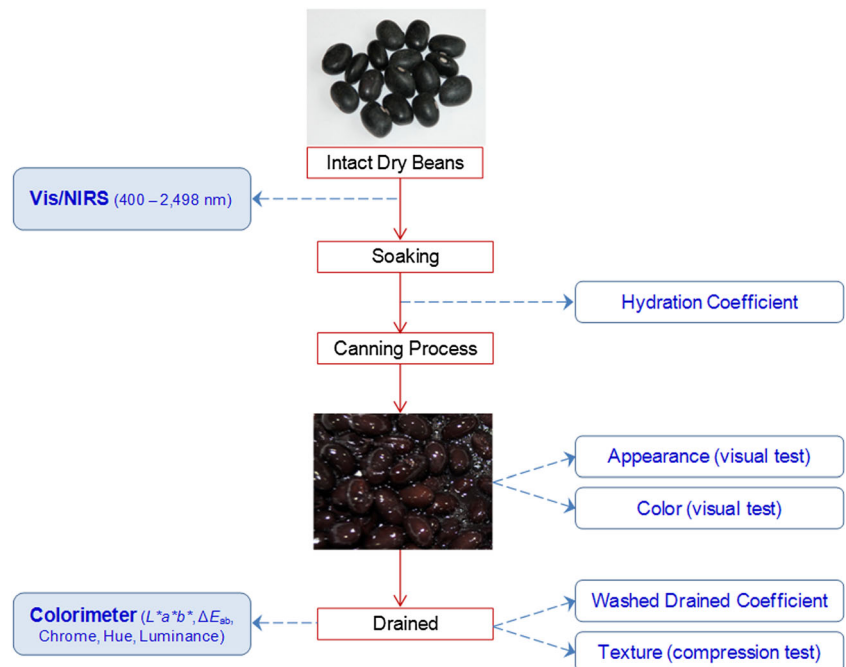 Intact Dry Beans
Vis/NIRS (400 – 2,498 nm)
Soaking
Hydration Coefficient
Canning Process
Appearance (visual test)
Color (visual test)
Colorimeter (L*a*b*, ΔEab,
Chrome, Hue, Luminance)
Drained
Washed Drained Coefficient
Texture (compression test)